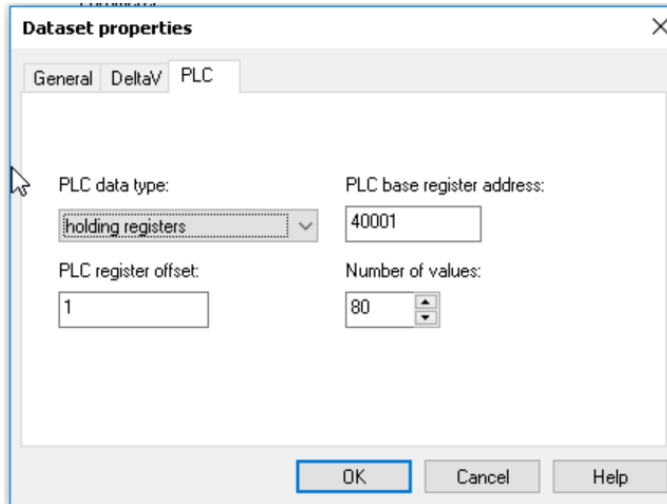 Dataset properties
General DeltaV PLC
PLC data type: PLC base register address:
holding registers 40001
PLC register offset: Number of values:
1 80
OK Cancel Help